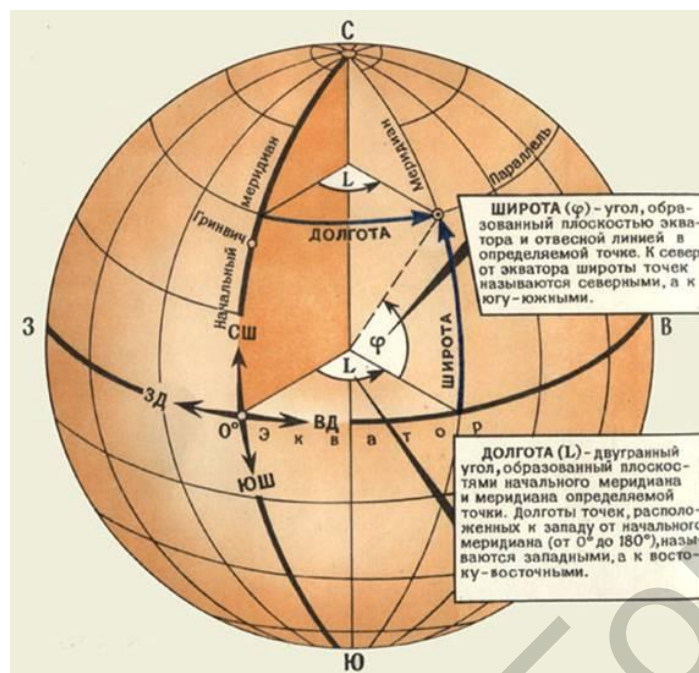 С
меридиан
Меридиан
Параллель
L
Гринвич
ДОЛГОТА
ШИРОТА (φ)-угол, обра-
зованный плоскостью эква-
тора и отвесной линией в
определяемой точке. К север
от экватора широты точек
называются северными, а к
югу-южными.
Начальный
З
СШ
φ
В
L
ШИРОТА
ЗД
ВД
0°
Экватор
ЮШ
ДОЛГОТА (L)-двугранный
угол, образованный плоскос-
тями начального меридиана
и меридиана определяемой
точки. Долготы точек, располо-
женных к западу от начального
меридиана (от 0° до 180°), назы-
ваются западными, а к восто-
ку-восточными.
Ю